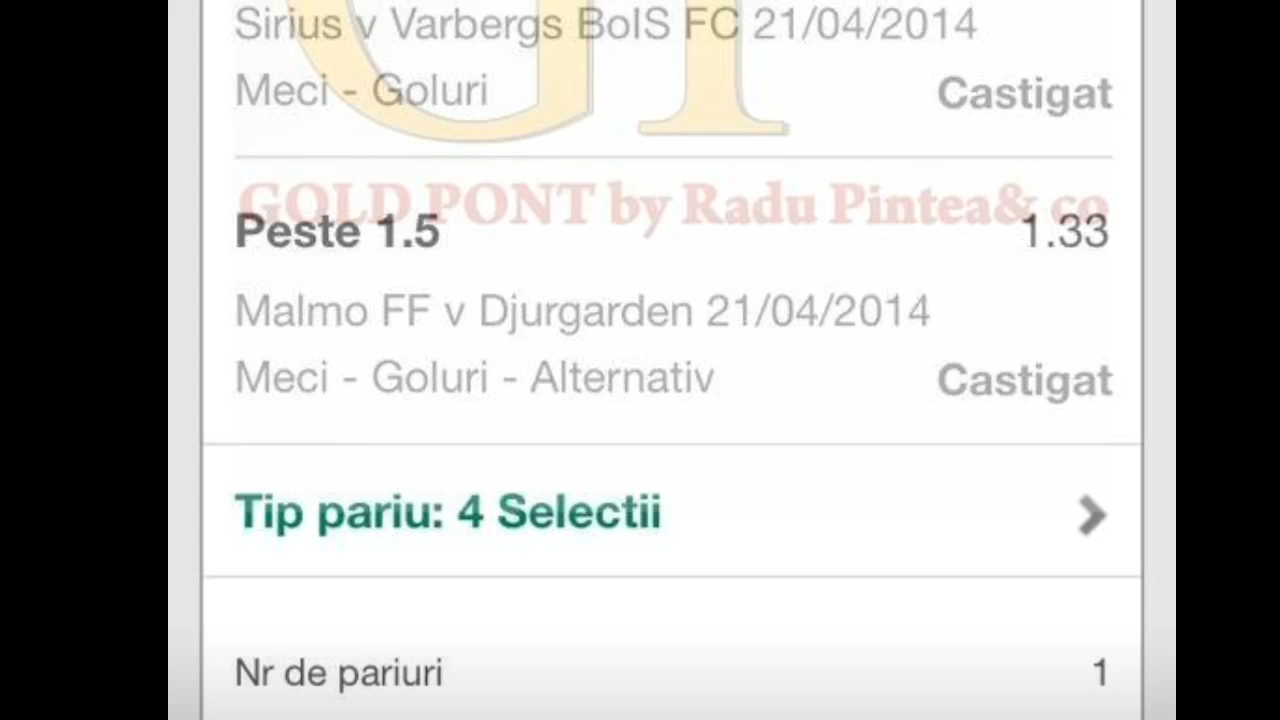 Sirius v Varbergs BoIS FC 21/04/2014
Meci - Goluri Castigat
GOLD PONT by Radu Pintea& co
Peste 1.5 1.33
Malmo FF v Djurgarden 21/04/2014
Meci - Goluri - Alternativ Castigat
Tip pariu: 4 Selectii
Nr de pariuri 1